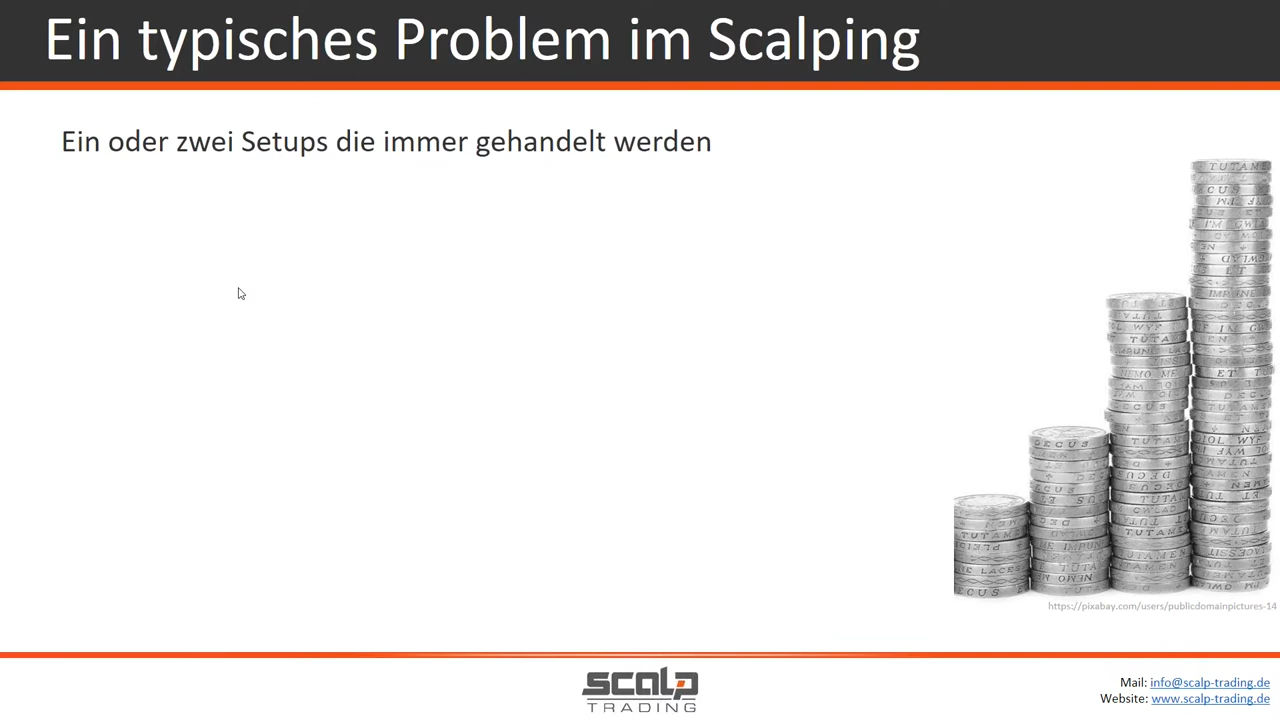 Ein typisches Problem im Scalping
Ein oder zwei Setups die immer gehandelt werden
https://pixabay.com/users/publicdomainpictures-14
SCALP
TRADING
Mail: info@scalp-trading.de
Website: www.scalp-trading.de